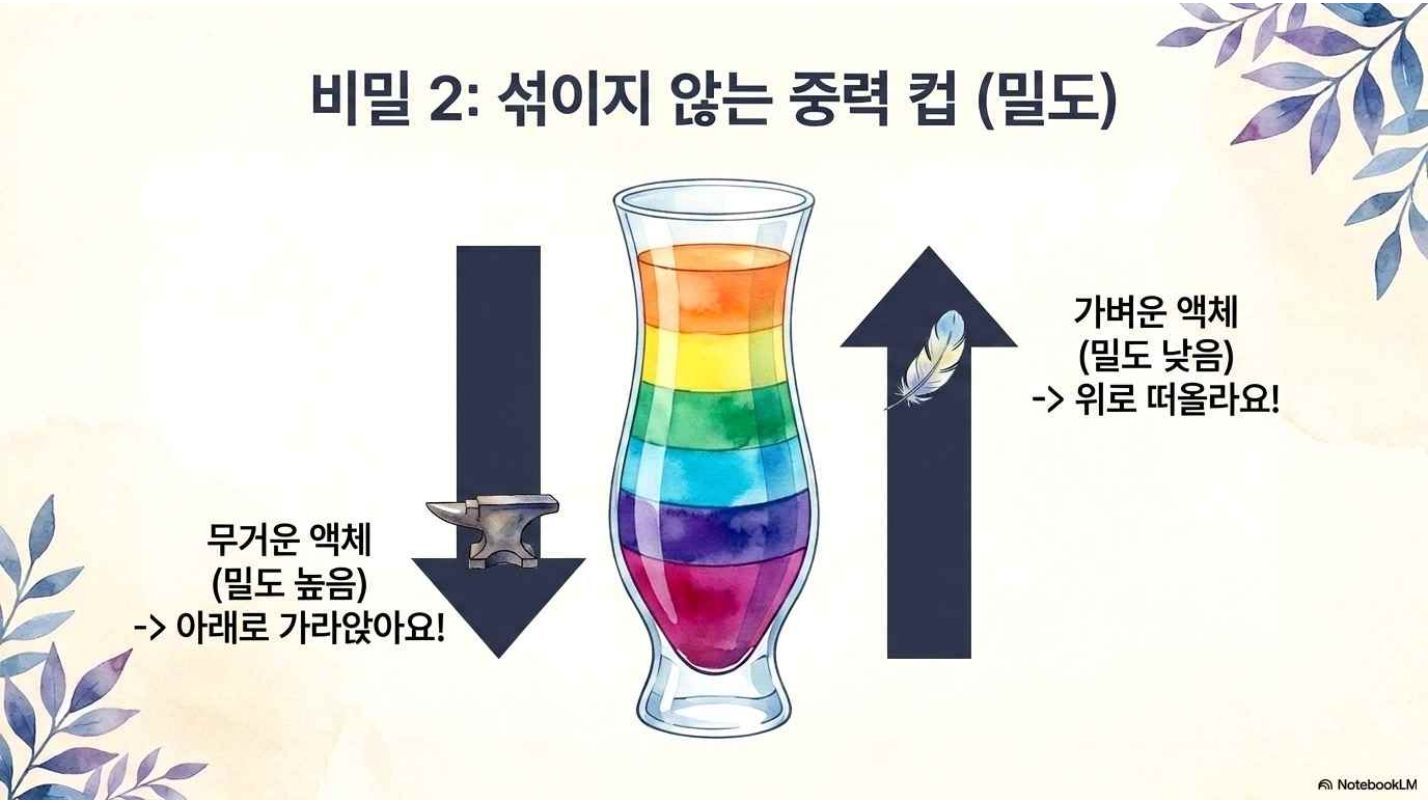 비밀 2: 섞이지 않는 중력 컵 (밀도)
가벼운 액체
(밀도 낮음)
-> 위로 떠올라요!
무거운 액체
(밀도 높음)
-> 아래로 가라앉아요!
NotebookLM